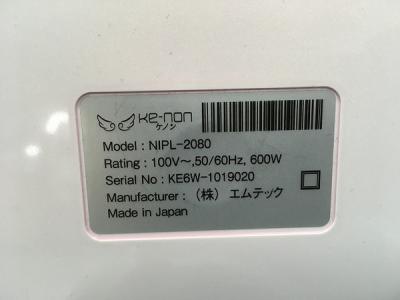 Ke-non
ケノン
Model : NIPL-2080
Rating : 100V~,50/60Hz, 600W
Serial No : KE6W-1019020
Manufacturer : （株）エムテック
Made in Japan